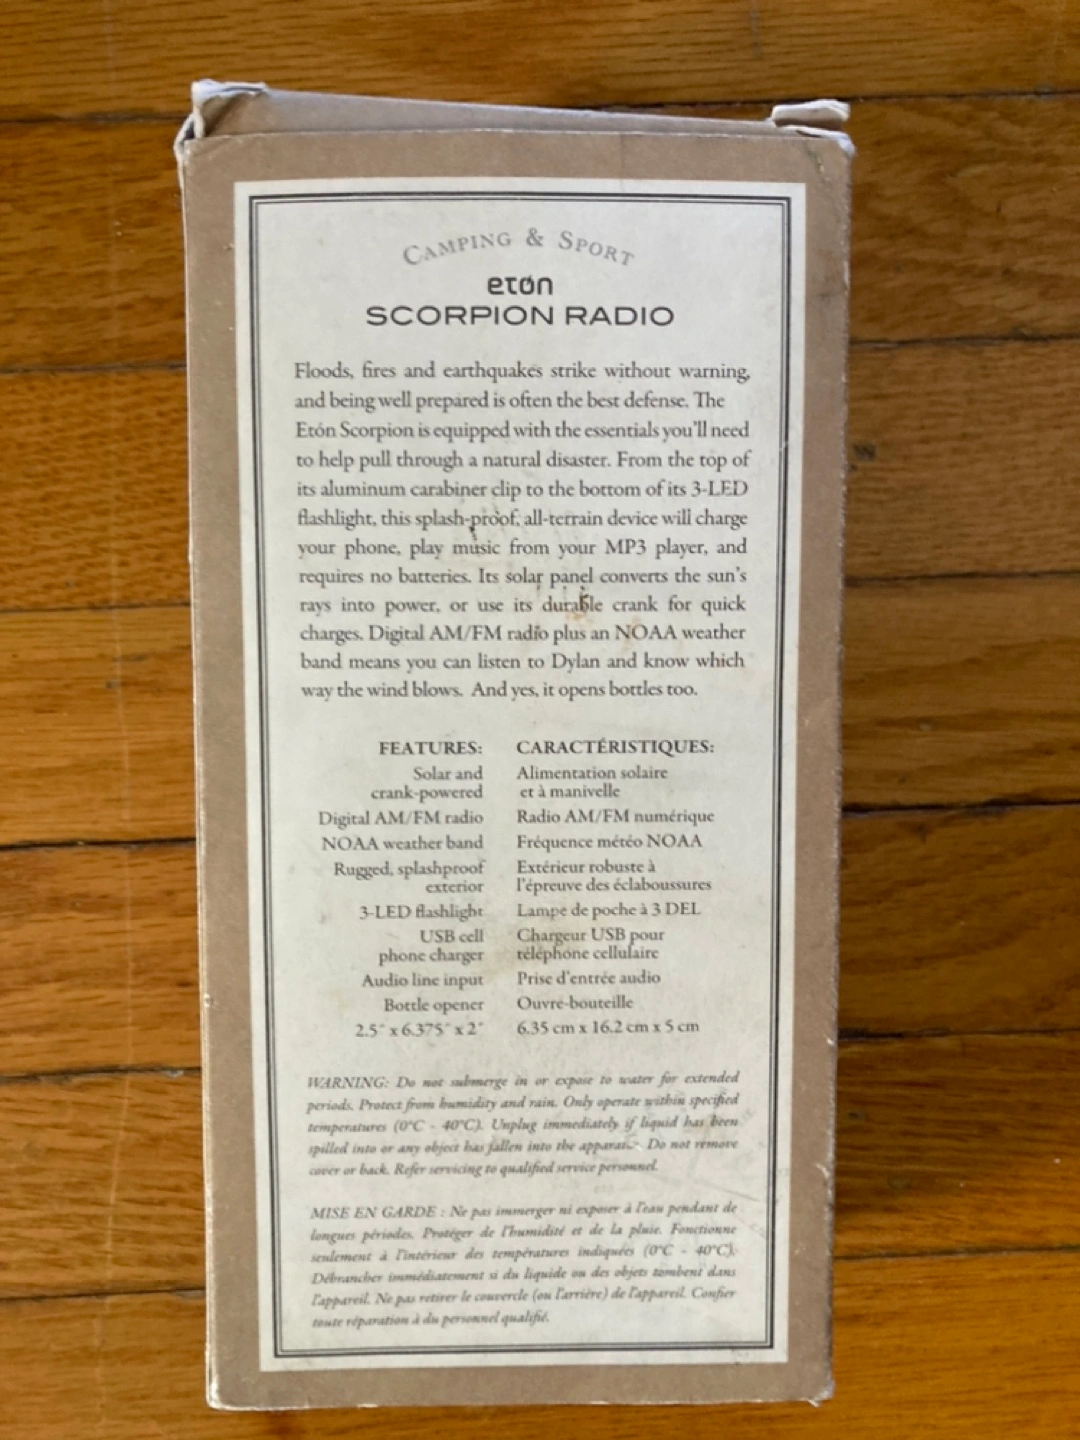 CAMPING & SPORT
etón
SCORPION RADIO
Floods, fires and earthquakes strike without warning,
and being well prepared is often the best defense. The
Etón Scorpion is equipped with the essentials you'll need
to help pull through a natural disaster. From the top of
its aluminum carabiner clip to the bottom of its 3-LED
flashlight, this splash-proof, all-terrain device will charge
your phone, play music from your MP3 player, and
requires no batteries. Its solar panel converts the sun's
rays into power, or use its durable crank for quick
charges. Digital AM/FM radio plus an NOAA weather
band means you can listen to Dylan and know which
way the wind blows. And yes, it opens bottles too.
FEATURES:
Solar and
crank-powered
Digital AM/FM radio
NOAA weather band
Rugged, splashproof
exterior
3-LED flashlight
USB cell
phone charger
Audio line input
Bottle opener
2.5" x 6.375" x 2"
CARACTÉRISTIQUES:
Alimentation solaire
et à manivelle
Radio AM/FM numérique
Fréquence météo NOAA
Extérieur robuste à
l'épreuve des éclaboussures
Lampe de poche à 3 DEL
Chargeur USB pour
téléphone cellulaire
Prise d'entrée audio
Ouvre-bouteille
6.35 cm x 16.2 cm x 5 cm
WARNING: Do not submerge in or expose to water for extended
periods. Protect from humidity and rain. Only operate within specified
temperatures (0°C - 40°C). Unplug immediately if liquid has been
spilled into or any object has fallen into the apparatus. Do not remove
cover or back. Refer servicing to qualified service personnel.
MISE EN GARDE : Ne pas immerger ni exposer à l'eau pendant de
longues périodes. Protéger de l'humidité et de la pluie. Fonctionne
seulement à l'intérieur des températures indiquées (0°C - 40°C).
Débrancher immédiatement si du liquide ou des objets tombent dans
l'appareil. Ne pas retirer le couvercle (ou l'arrière) de l'appareil. Confier
toute réparation à du personnel qualifié.